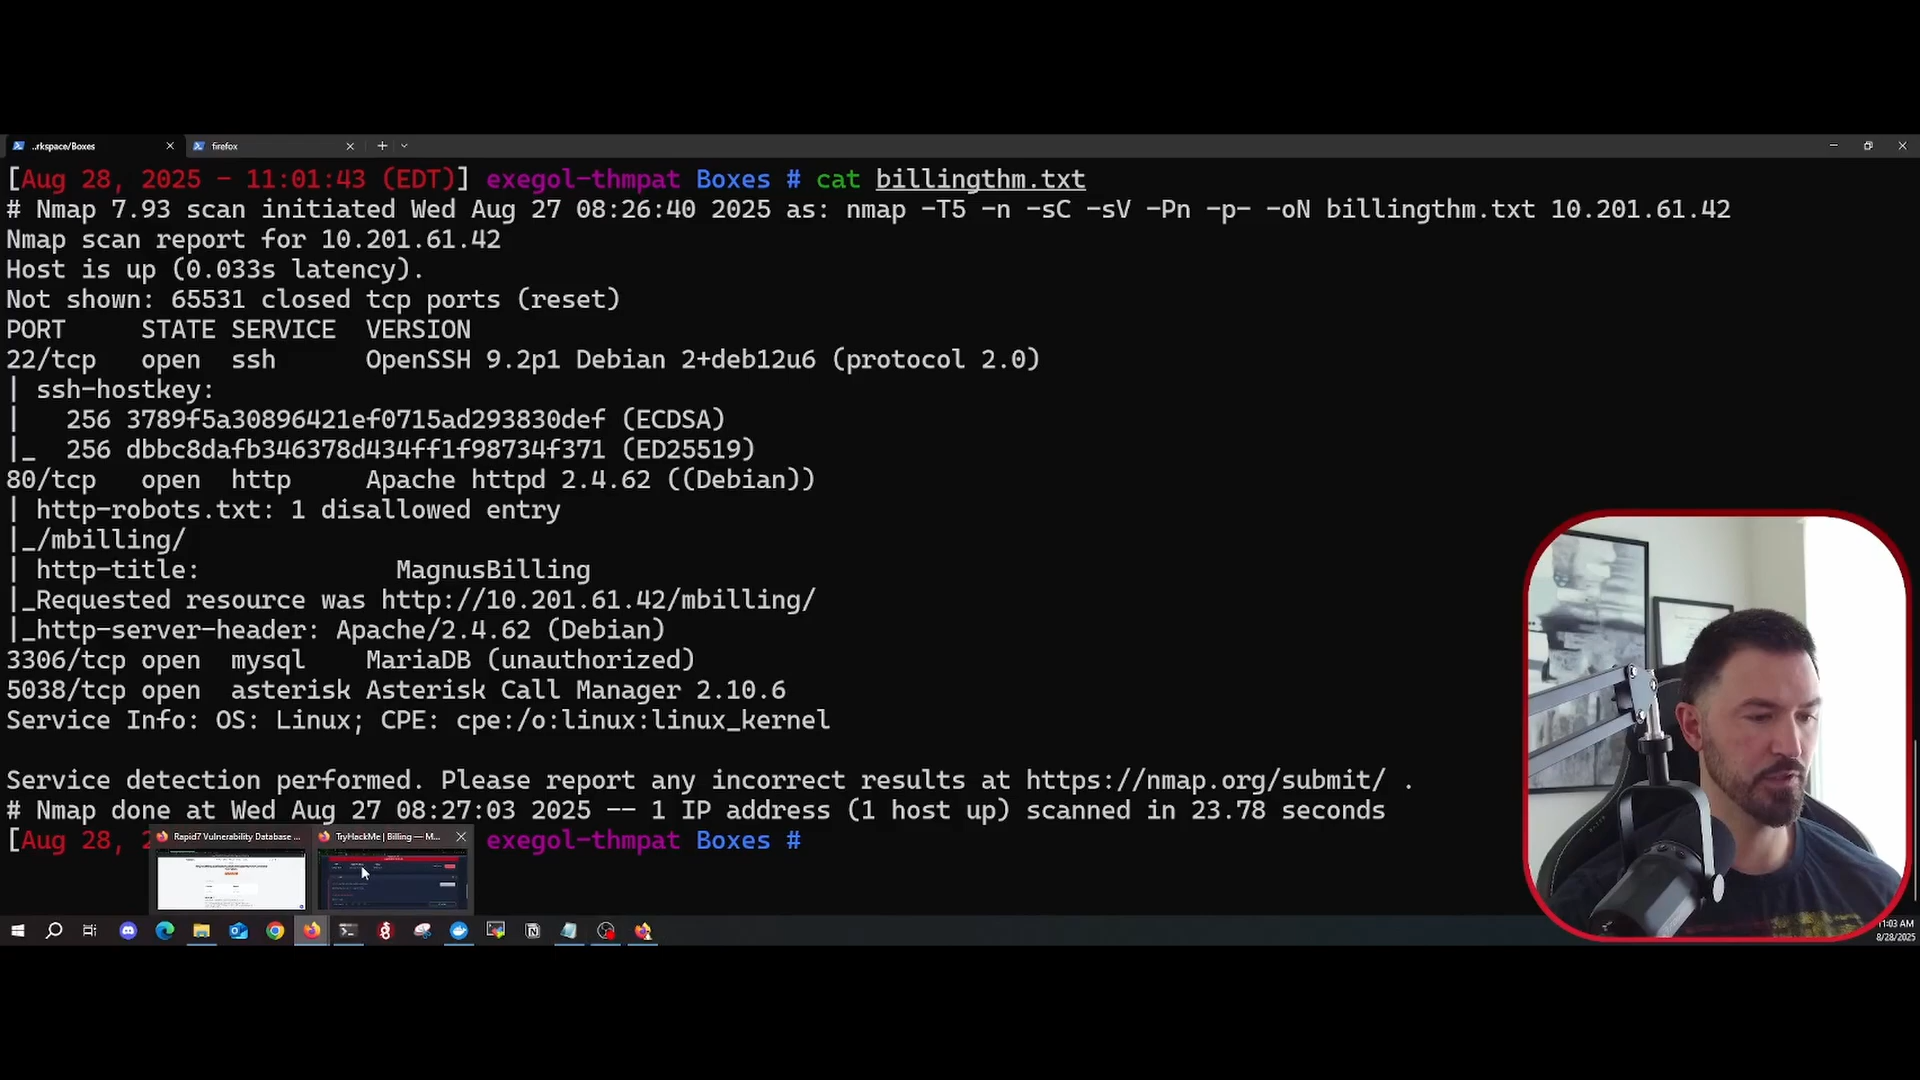 ..rkspace/Boxes
firefox
[Aug 28, 2025 - 11:01:43 (EDT)] exegol-thmpat Boxes # cat billingthm.txt
# Nmap 7.93 scan initiated Wed Aug 27 08:26:40 2025 as: nmap -T5 -n -sC -sV -Pn -p- -oN billingthm.txt 10.201.61.42
Nmap scan report for 10.201.61.42
Host is up (0.033s latency).
Not shown: 65531 closed tcp ports (reset)
PORT     STATE SERVICE  VERSION
22/tcp   open  ssh      OpenSSH 9.2p1 Debian 2+deb12u6 (protocol 2.0)
| ssh-hostkey:
|   256 3789f5a30896421ef0715ad293830def (ECDSA)
|_  256 dbbc8dafb346378d434ff1f98734f371 (ED25519)
80/tcp   open  http     Apache httpd 2.4.62 ((Debian))
| http-robots.txt: 1 disallowed entry
|_/mbilling/
| http-title:             MagnusBilling
|_Requested resource was http://10.201.61.42/mbilling/
|_http-server-header: Apache/2.4.62 (Debian)
3306/tcp open  mysql    MariaDB (unauthorized)
5038/tcp open  asterisk Asterisk Call Manager 2.10.6
Service Info: OS: Linux; CPE: cpe:/o:linux:linux_kernel
Service detection performed. Please report any incorrect results at https://nmap.org/submit/ .
# Nmap done at Wed Aug 27 08:27:03 2025 -- 1 IP address (1 host up) scanned in 23.78 seconds
[Aug 28, 2 exegol-thmpat Boxes #
Rapid7 Vulnerability Database ...
TryHackMe | Billing — M...
11:03 AM
8/28/2025